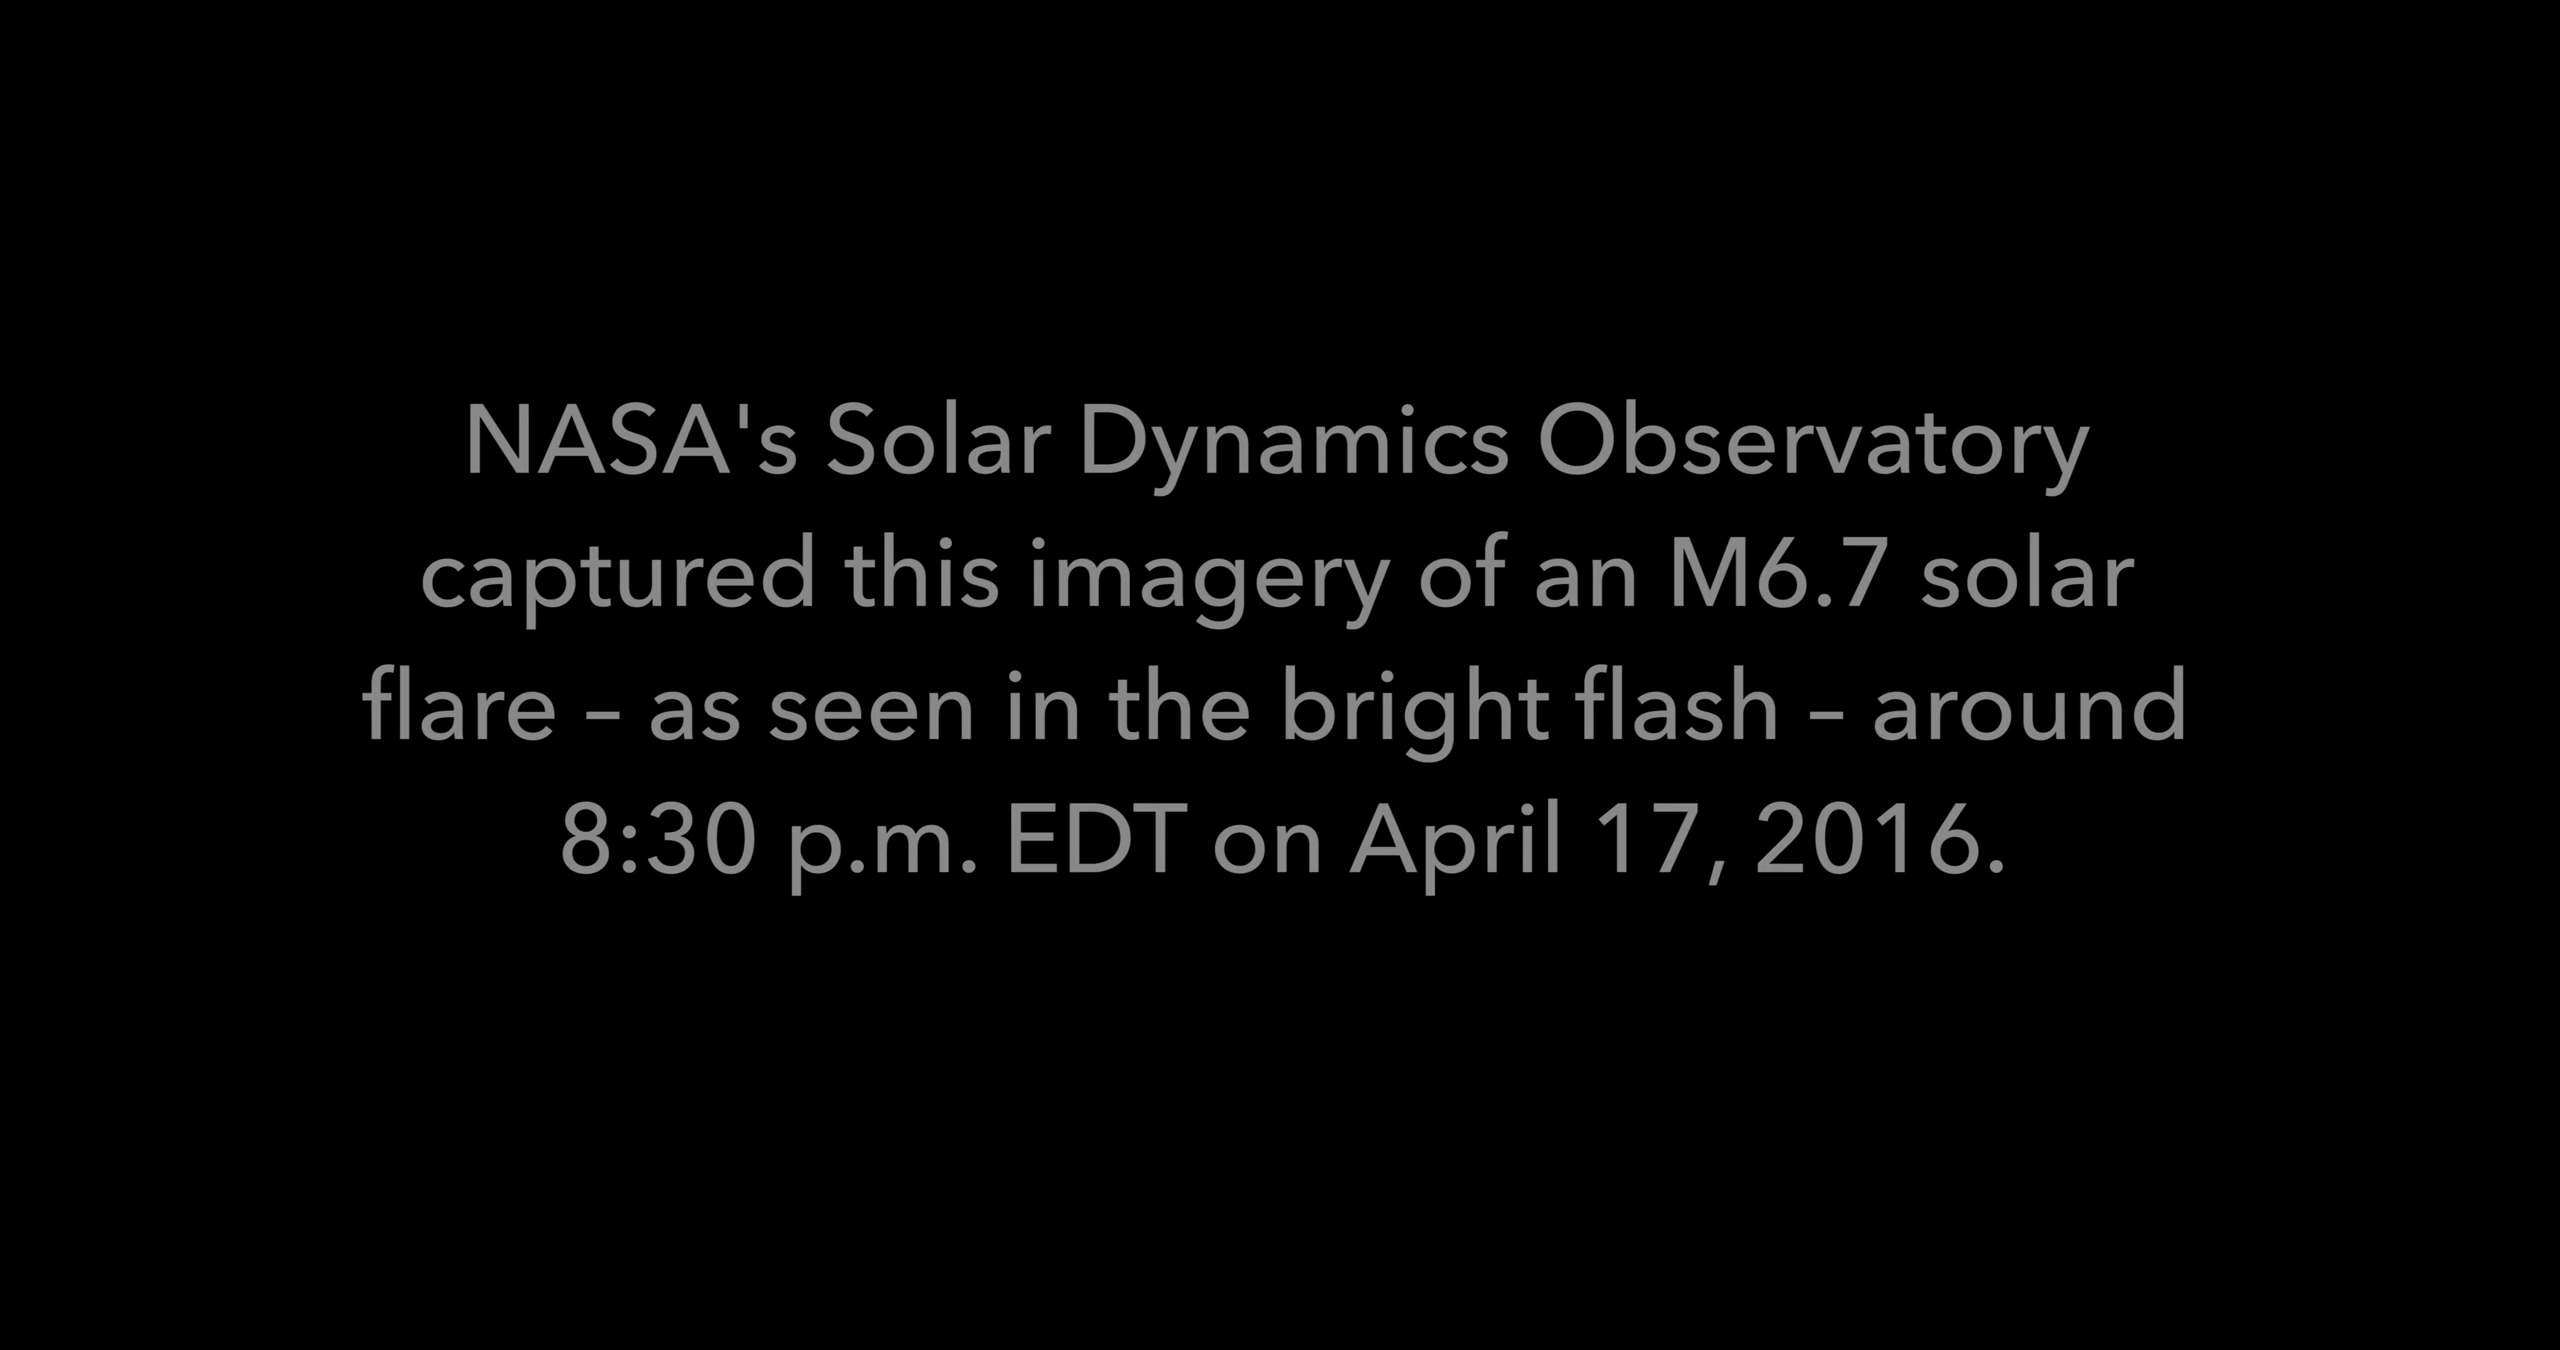 NASA's Solar Dynamics Observatory
captured this imagery of an M6.7 solar
flare – as seen in the bright flash – around
8:30 p.m. EDT on April 17, 2016.